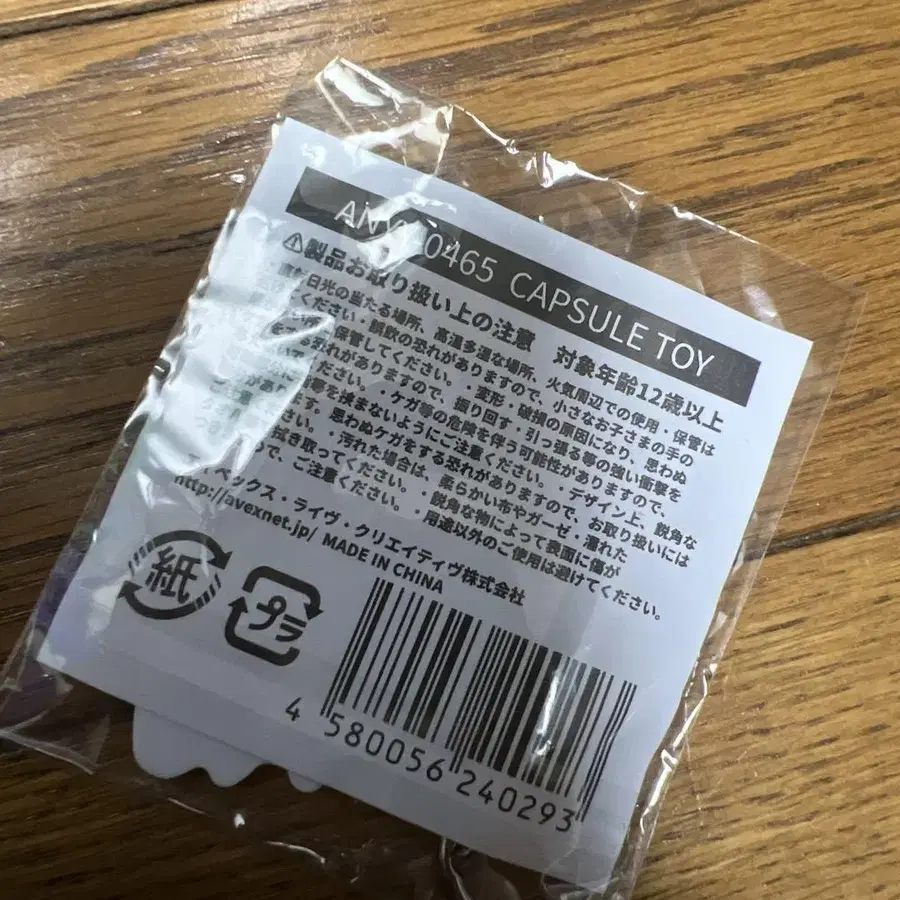 ANY 0465 CAPSULE TOY
⚠製品お取り扱い上の注意 対象年齢12歳以上
日光の当たる場所、高温多湿な場所、火気周辺での使用・保管は
ください・誤飲の恐れがありますので、小さなお子さまの手の
保管してください。・変形・破損の原因になり、思わぬ
恐れがありますので、振り回す・引っ張る等の強い衝撃を
ください。・ケガ等の危険を伴う可能性がありますので、
を挟まないようにご注意ください。・デザイン上、鋭角な
ます。思わぬケガをする恐れがありますので、お取り扱いには
さい。・汚れた場合は、柔らかい布やガーゼ・濡れた
拭き取ってください。・鋭角な物によって表面に傷が
ので、ご注意ください。・用途以外のご使用は避けてください。
エイベックス・ライヴ・クリエイティヴ株式会社
http://avexnet.jp/ MADE IN CHINA
紙
プラ
4 580056 240293